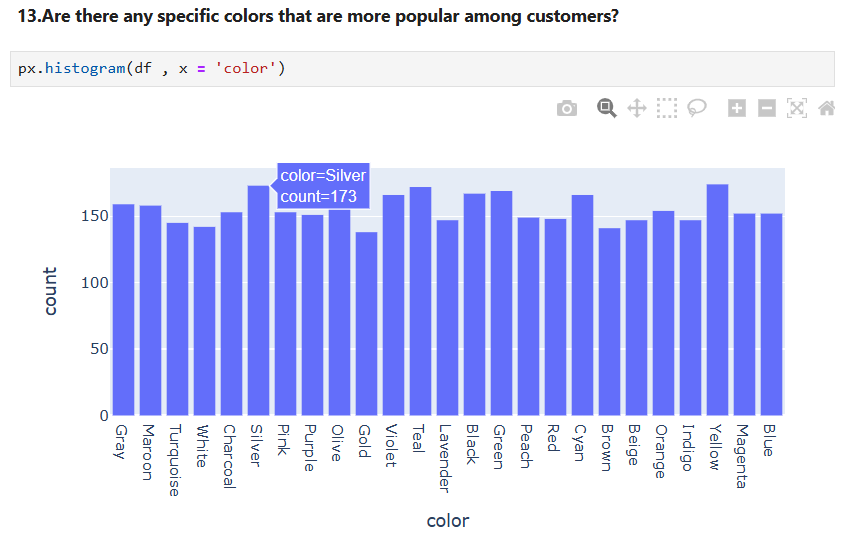 13.Are there any specific colors that are more popular among customers?
px.histogram(df , x = 'color')
color=Silver
count=173
150
100
50
0
count
Gray
Maroon
Turquoise
White
Charcoal
Silver
Pink
Purple
Olive
Gold
Violet
Teal
Lavender
Black
Green
Peach
Red
Cyan
Brown
Beige
Orange
Indigo
Yellow
Magenta
Blue
color